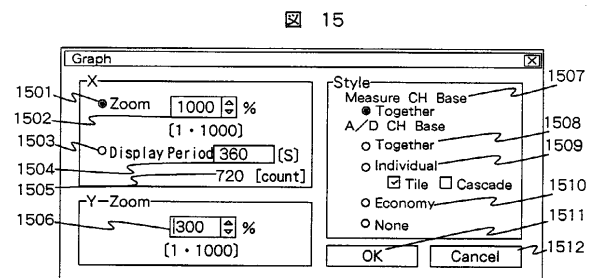 図 15
Graph
X
Style
1501
Zoom 1000 %
1502
[1・1000]
1503
Display Period 360 [S]
1504
720 [count]
1505
Y-Zoom
1506
300 %
[1・1000]
Measure CH Base
1507
Together
A/D CH Base
1508
Together
1509
Individual
Tile Cascade
1510
Economy
None
1511
OK Cancel
1512